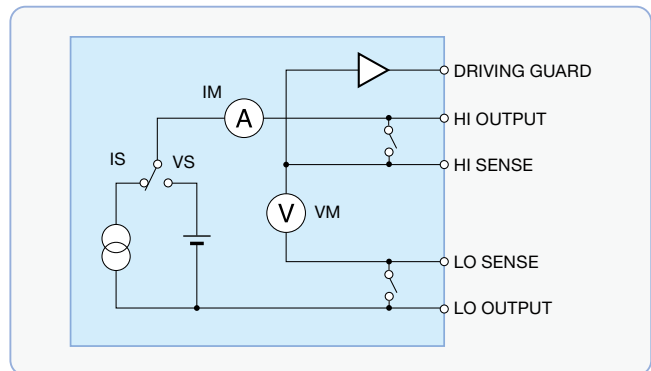 DRIVING GUARD
IM
A
HI OUTPUT
IS
VS
HI SENSE
V
VM
LO SENSE
LO OUTPUT